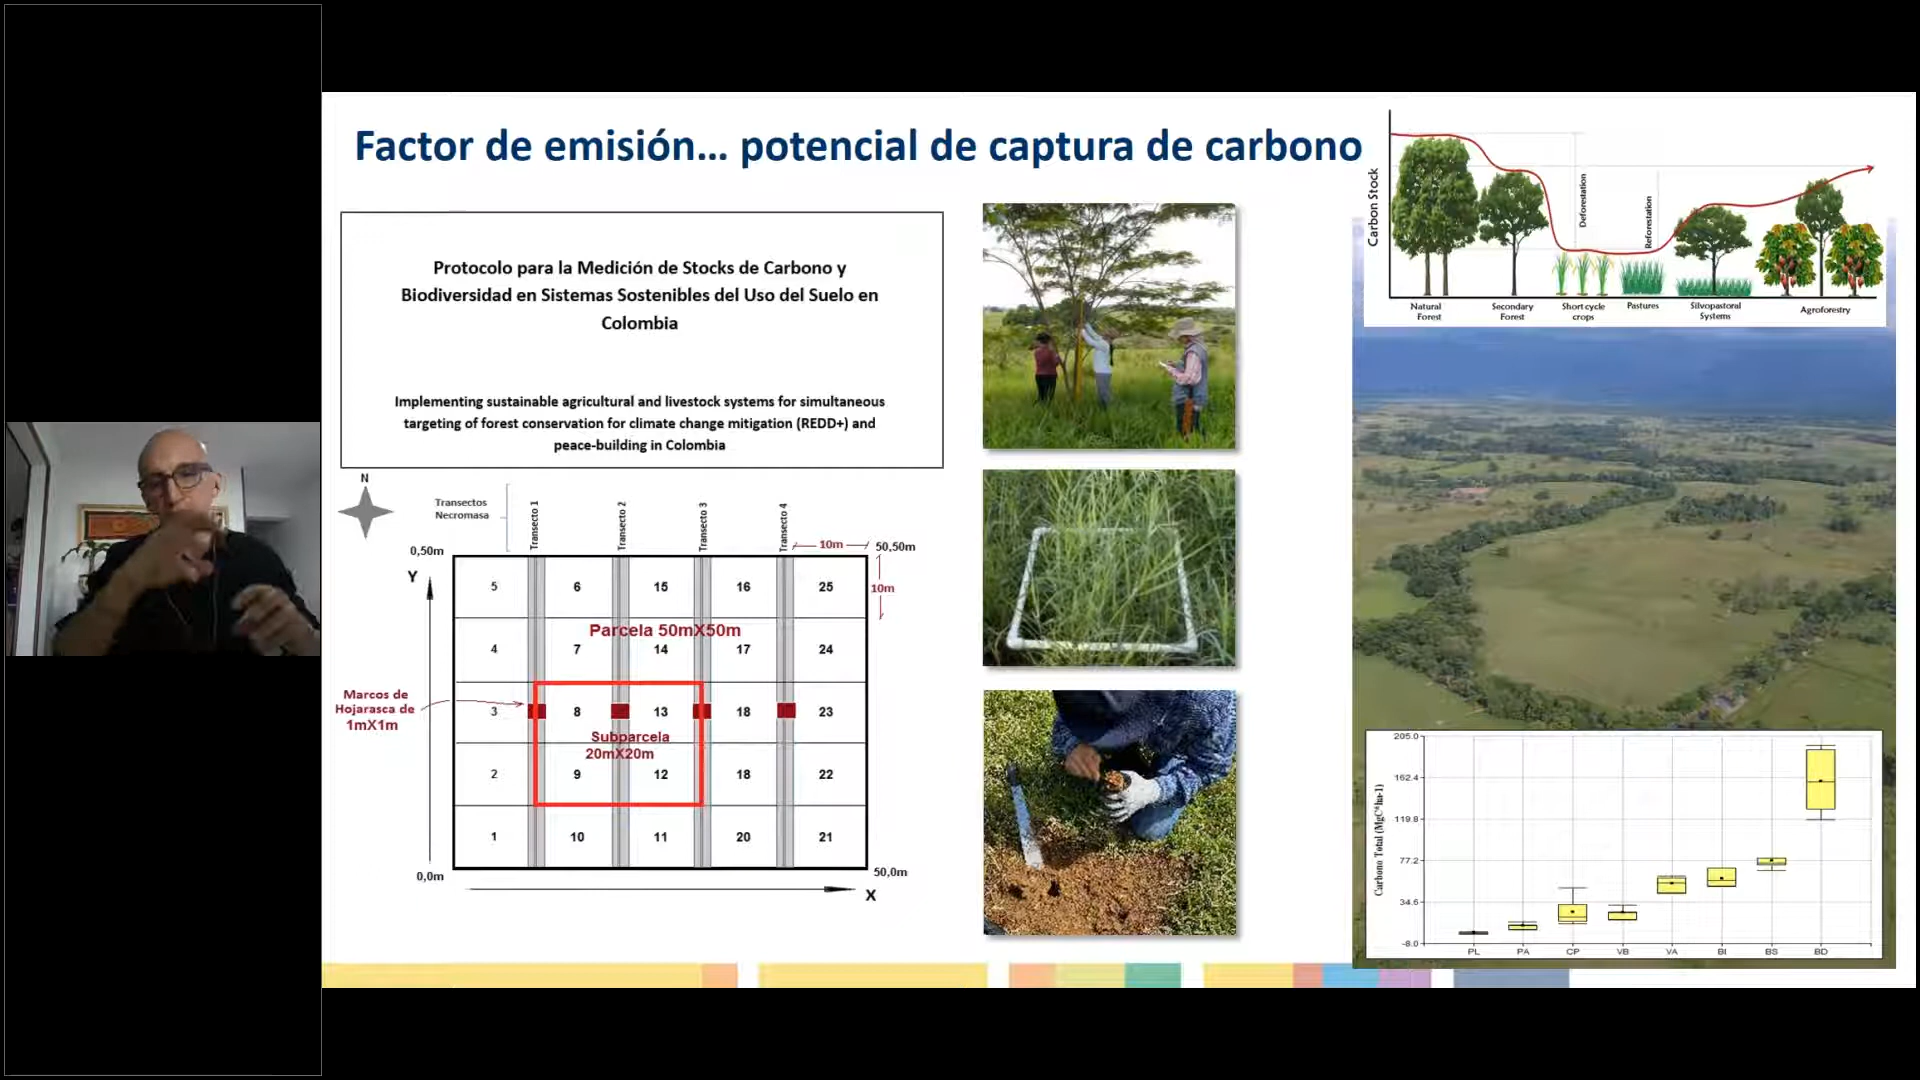 Factor de emisión... potencial de captura de carbono
Protocolo para la Medición de Stocks de Carbono y
Biodiversidad en Sistemas Sostenibles del Uso del Suelo en
Colombia
Implementing sustainable agricultural and livestock systems for simultaneous
targeting of forest conservation for climate change mitigation (REDD+) and
peace-building in Colombia
N
Transectos
Necromasa
Transecto 1
Transecto 2
Transecto 3
Transecto 4
10m
0,50m
50,50m
Y
10m
5 6 15 16 25
Parcela 50mX50m
4 7 14 17 24
Marcos de
Hojarasca de
1mX1m
3 8 13 18 23
Subparcela
20mX20m
2 9 12 18 22
1 10 11 20 21
0,0m
50,0m
X
Carbon Stock
Deforestation
Reforestation
Natural
Forest
Secondary
Forest
Short cycle
crops
Pastures
Silvopastoral
Systems
Agroforestry
Carbono Total (MgC*ha-1)
205.0
162.4
119.8
77.2
34.6
-8.0
PL PA CP VB VA BI BS BD